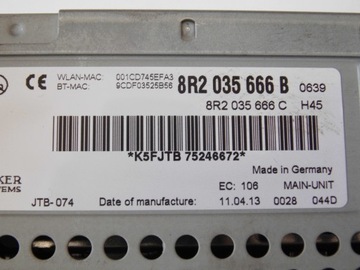 CE WLAN-MAC: 001CD745EFA3
BT-MAC: 9CDF03525B56
8R2 035 666 B 0639
8R2 035 666 C H45
*K5FJTB 75246672*
Made in Germany
EC: 106 MAIN-UNIT
JTB-074 Date of manufacture: 11.04.13 0028 044D